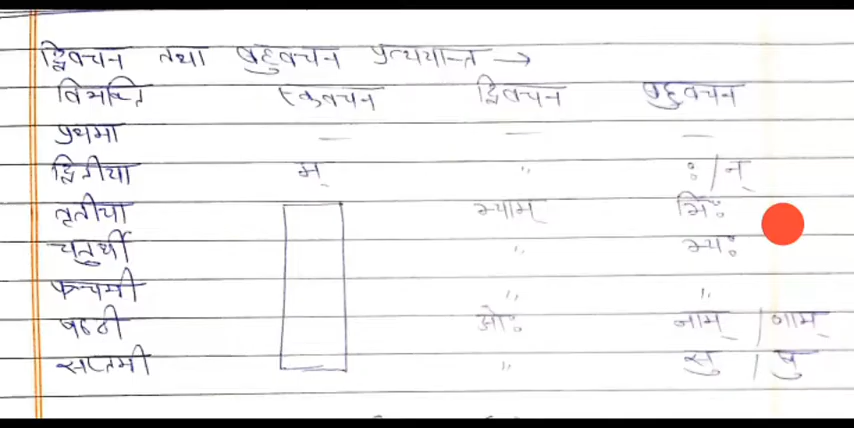 द्विवचन तथा बहुवचन प्रत्ययान्त →
विभक्ति एकवचन द्विवचन बहुवचन
प्रथमा — — —
द्वितीया म् " ः/न्
तृतीया भ्याम् भिः
चतुर्थी " भ्यः
पञ्चमी " "
षष्ठी ओः नाम् / णाम्
सप्तमी " सु / षु